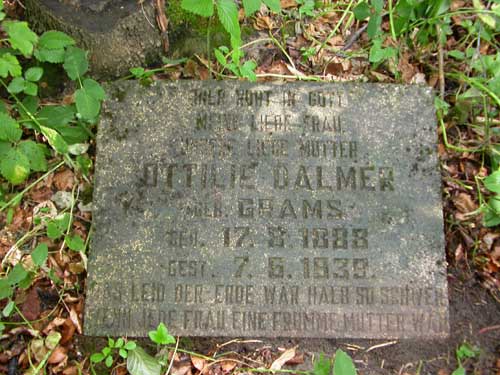 HIER RUHT IN GOTT
MEINE LIEBE FRAU
UNSERE LIEBE MUTTER
OTTILIE DALMER
GEB. GRAMS
GEB. 17. 8. 1888
GEST. 7. 6. 1939.
DAS LEID DER ERDE WÄR HALB SO SCHWER
WENN JEDE FRAU EINE FROMME MUTTER WÄR